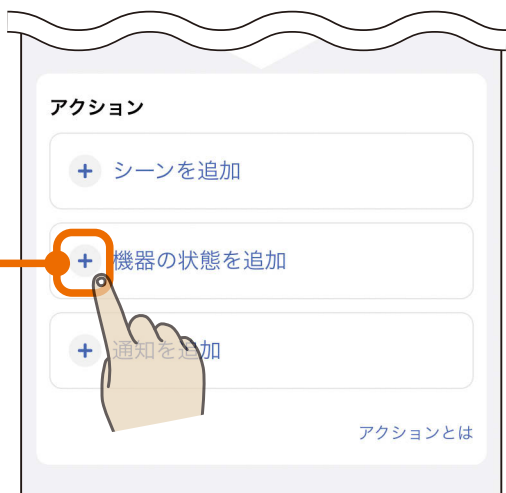 アクション
+ シーンを追加
+ 機器の状態を追加
+ 通知を追加
アクションとは